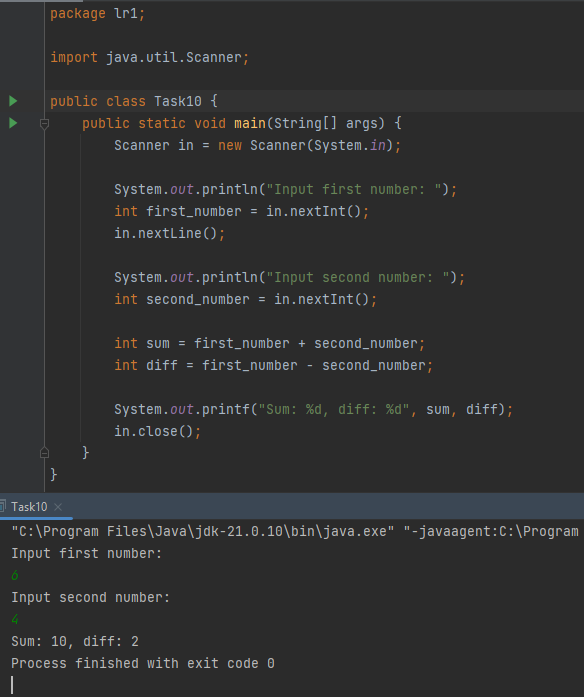 package lr1;
import java.util.Scanner;
public class Task10 {
public static void main(String[] args) {
Scanner in = new Scanner(System.in);
System.out.println("Input first number: ");
int first_number = in.nextInt();
in.nextLine();
System.out.println("Input second number: ");
int second_number = in.nextInt();
int sum = first_number + second_number;
int diff = first_number - second_number;
System.out.printf("Sum: %d, diff: %d", sum, diff);
in.close();
}
}
Task10
"C:\Program Files\Java\jdk-21.0.10\bin\java.exe" "-javaagent:C:\Program
Input first number:
6
Input second number:
4
Sum: 10, diff: 2
Process finished with exit code 0